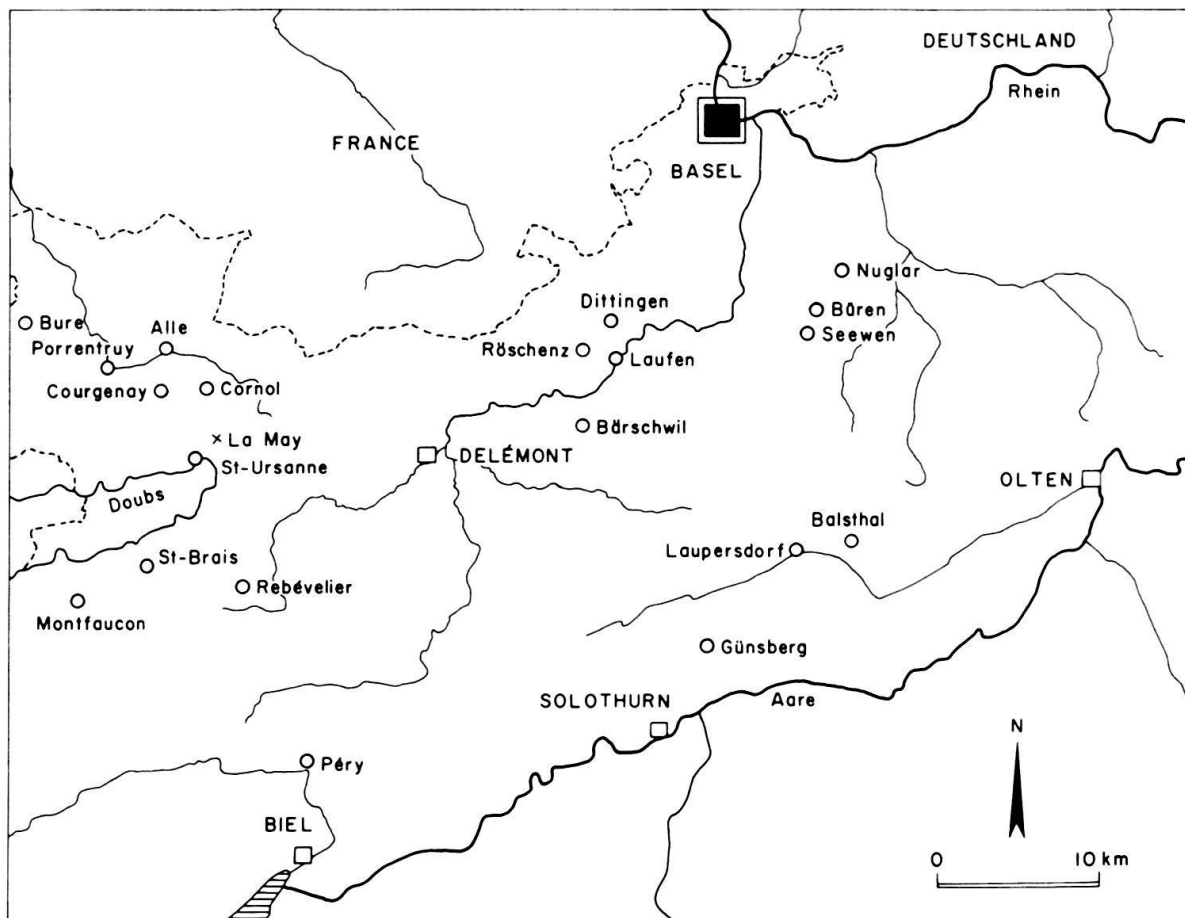 DEUTSCHLAND
Rhein
FRANCE
BASEL
Nuglar
Dittingen
Büren
Bure
Alle
Seewen
Porrentruy
Röschenz
Laufen
Courgenay
Cornol
Bärschwil
La May
DELÉMONT
St-Ursanne
OLTEN
Doubs
Balsthal
Laupersdorf
St-Brais
Rebévelier
Montfaucon
Günsberg
SOLOTHURN
Aare
N
Péry
BIEL
0 10 km